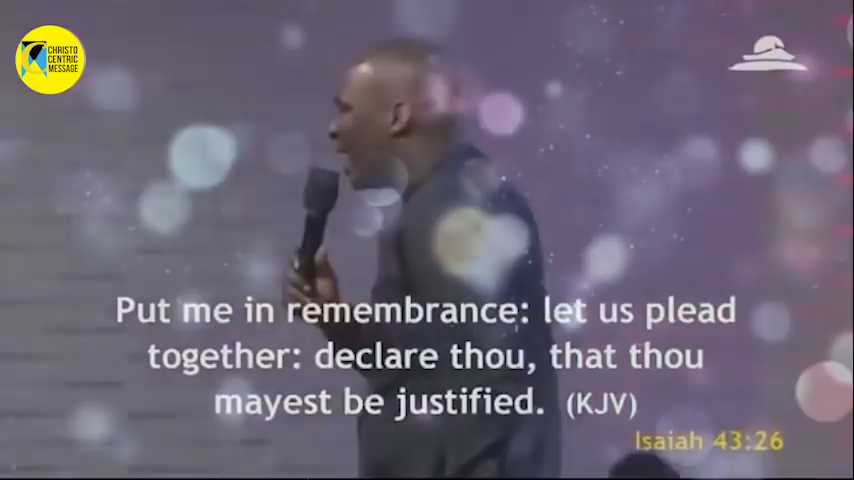 CHRISTO
CENTRIC
MESSAGE
Put me in remembrance: let us plead
together: declare thou, that thou
mayest be justified. (KJV)
Isaiah 43:26